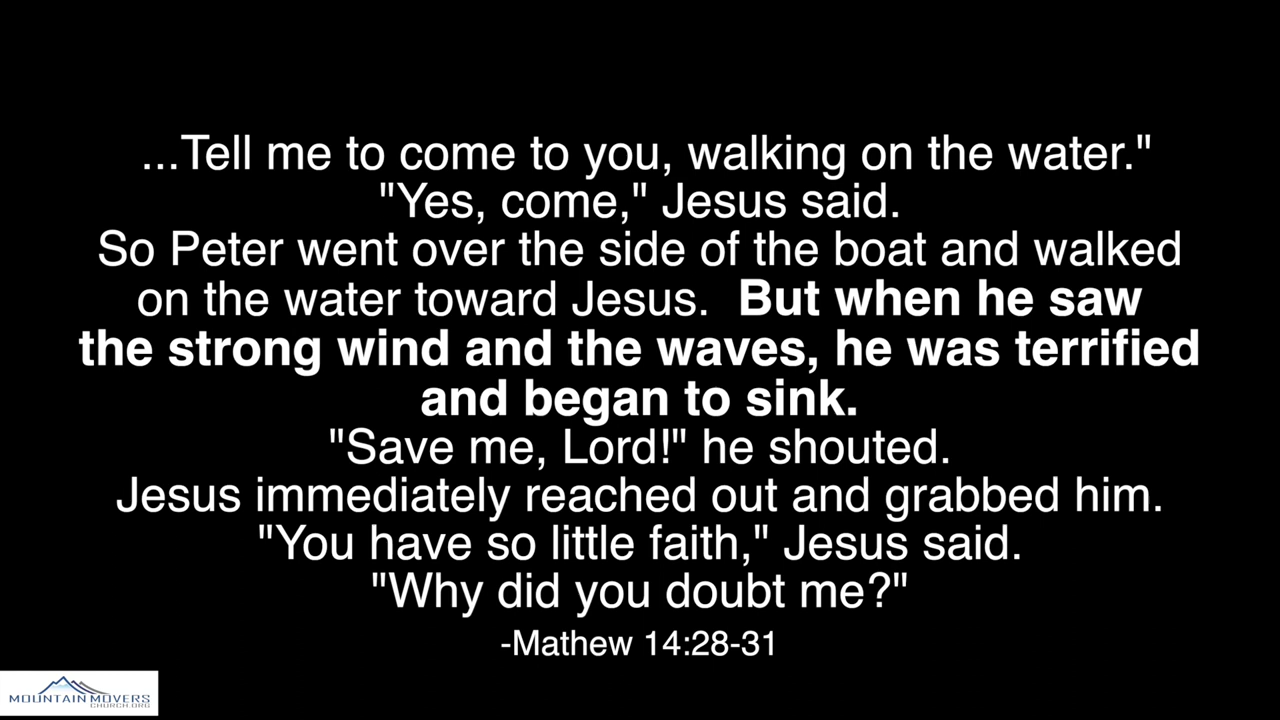 ...Tell me to come to you, walking on the water."
"Yes, come," Jesus said.
So Peter went over the side of the boat and walked
on the water toward Jesus.  But when he saw
the strong wind and the waves, he was terrified
and began to sink.
"Save me, Lord!" he shouted.
Jesus immediately reached out and grabbed him.
"You have so little faith," Jesus said.
"Why did you doubt me?"
-Mathew 14:28-31
MOUNTAIN MOVERS
CHURCH.ORG